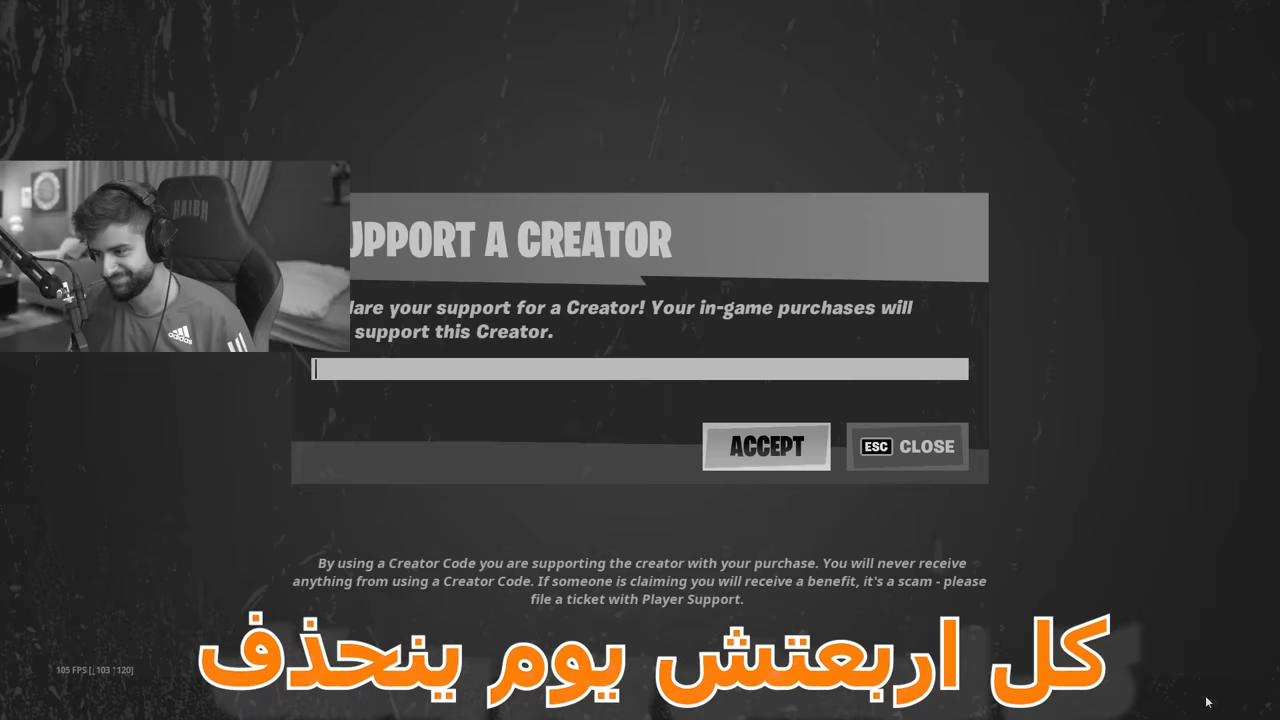 HAIBH
adidas
UPPORT A CREATOR
lare your support for a Creator! Your in-game purchases will
support this Creator.
ACCEPT
ESC CLOSE
By using a Creator Code you are supporting the creator with your purchase. You will never receive
anything from using a Creator Code. If someone is claiming you will receive a benefit, it's a scam - please
file a ticket with Player Support.
كل اربعتش يوم ينحذف